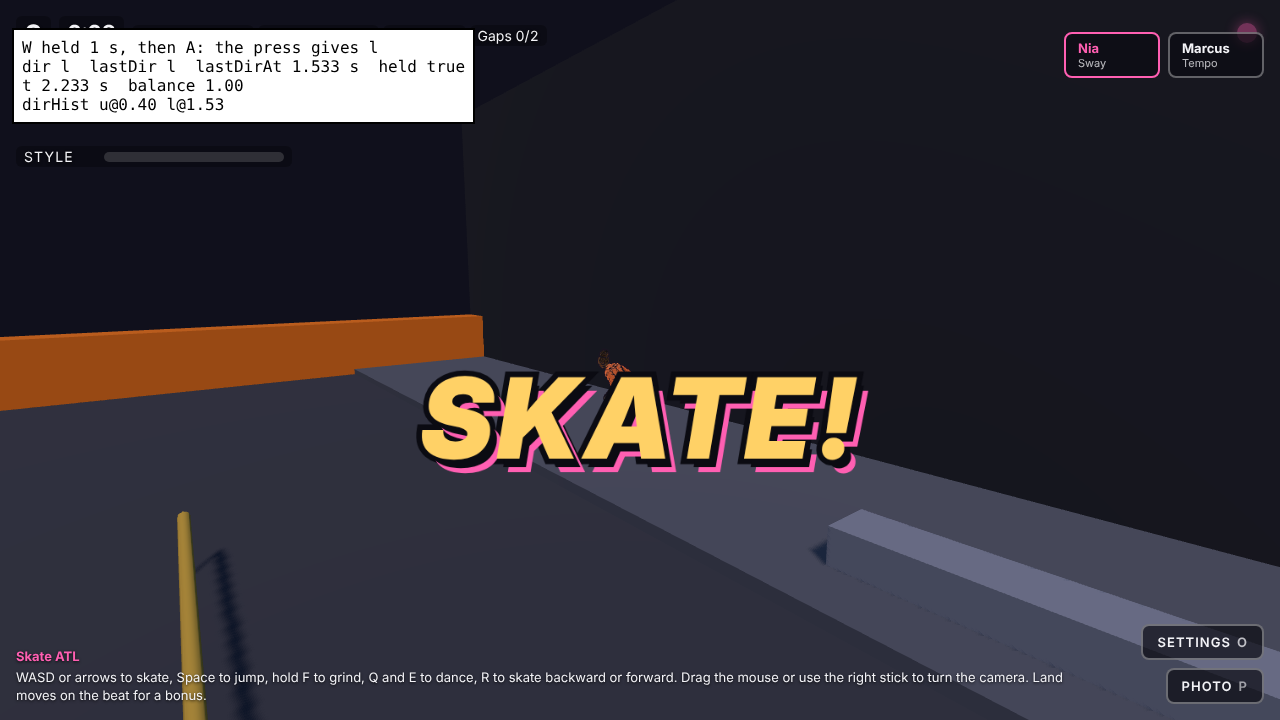 Gaps 0/2
W held 1 s, then A: the press gives l
dir l  lastDir l  lastDirAt 1.533 s  held true
t 2.233 s  balance 1.00
dirHist u@0.40 l@1.53
Nia
Sway
Marcus
Tempo
STYLE
SKATE!
Skate ATL
WASD or arrows to skate, Space to jump, hold F to grind, Q and E to dance, R to skate backward or forward. Drag the mouse or use the right stick to turn the camera. Land
moves on the beat for a bonus.
SETTINGS O
PHOTO P